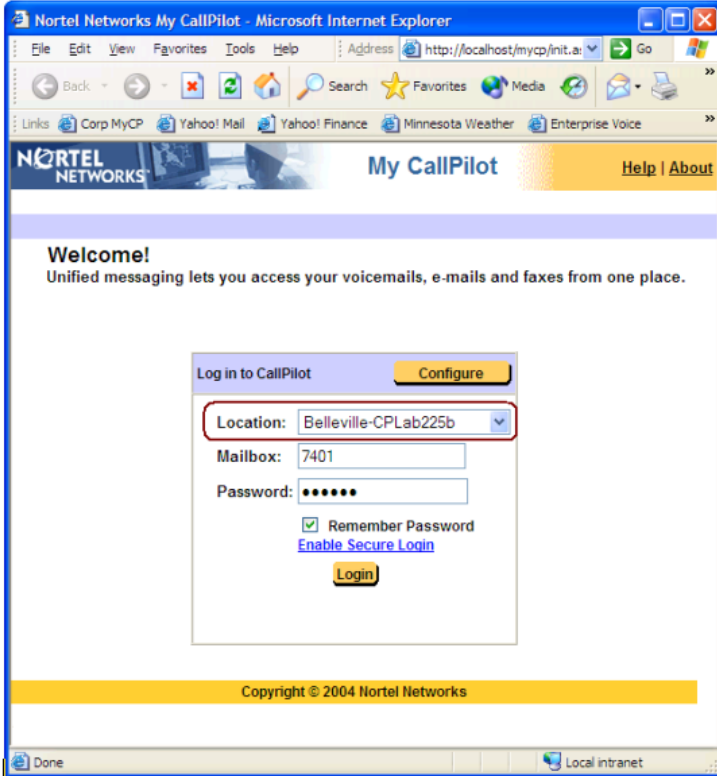 Nortel Networks My CallPilot - Microsoft Internet Explorer
File Edit View Favorites Tools Help Address http://localhost/mycp/init.a Go
Back Search Favorites Media
Links Corp MyCP Yahoo! Mail Yahoo! Finance Minnesota Weather Enterprise Voice
NORTEL NETWORKS My CallPilot Help | About
Welcome!
Unified messaging lets you access your voicemails, e-mails and faxes from one place.
Log in to CallPilot Configure
Location: Belleville-CPLab225b
Mailbox: 7401
Password: ••••••
Remember Password
Enable Secure Login
Login
Copyright © 2004 Nortel Networks
Done Local intranet